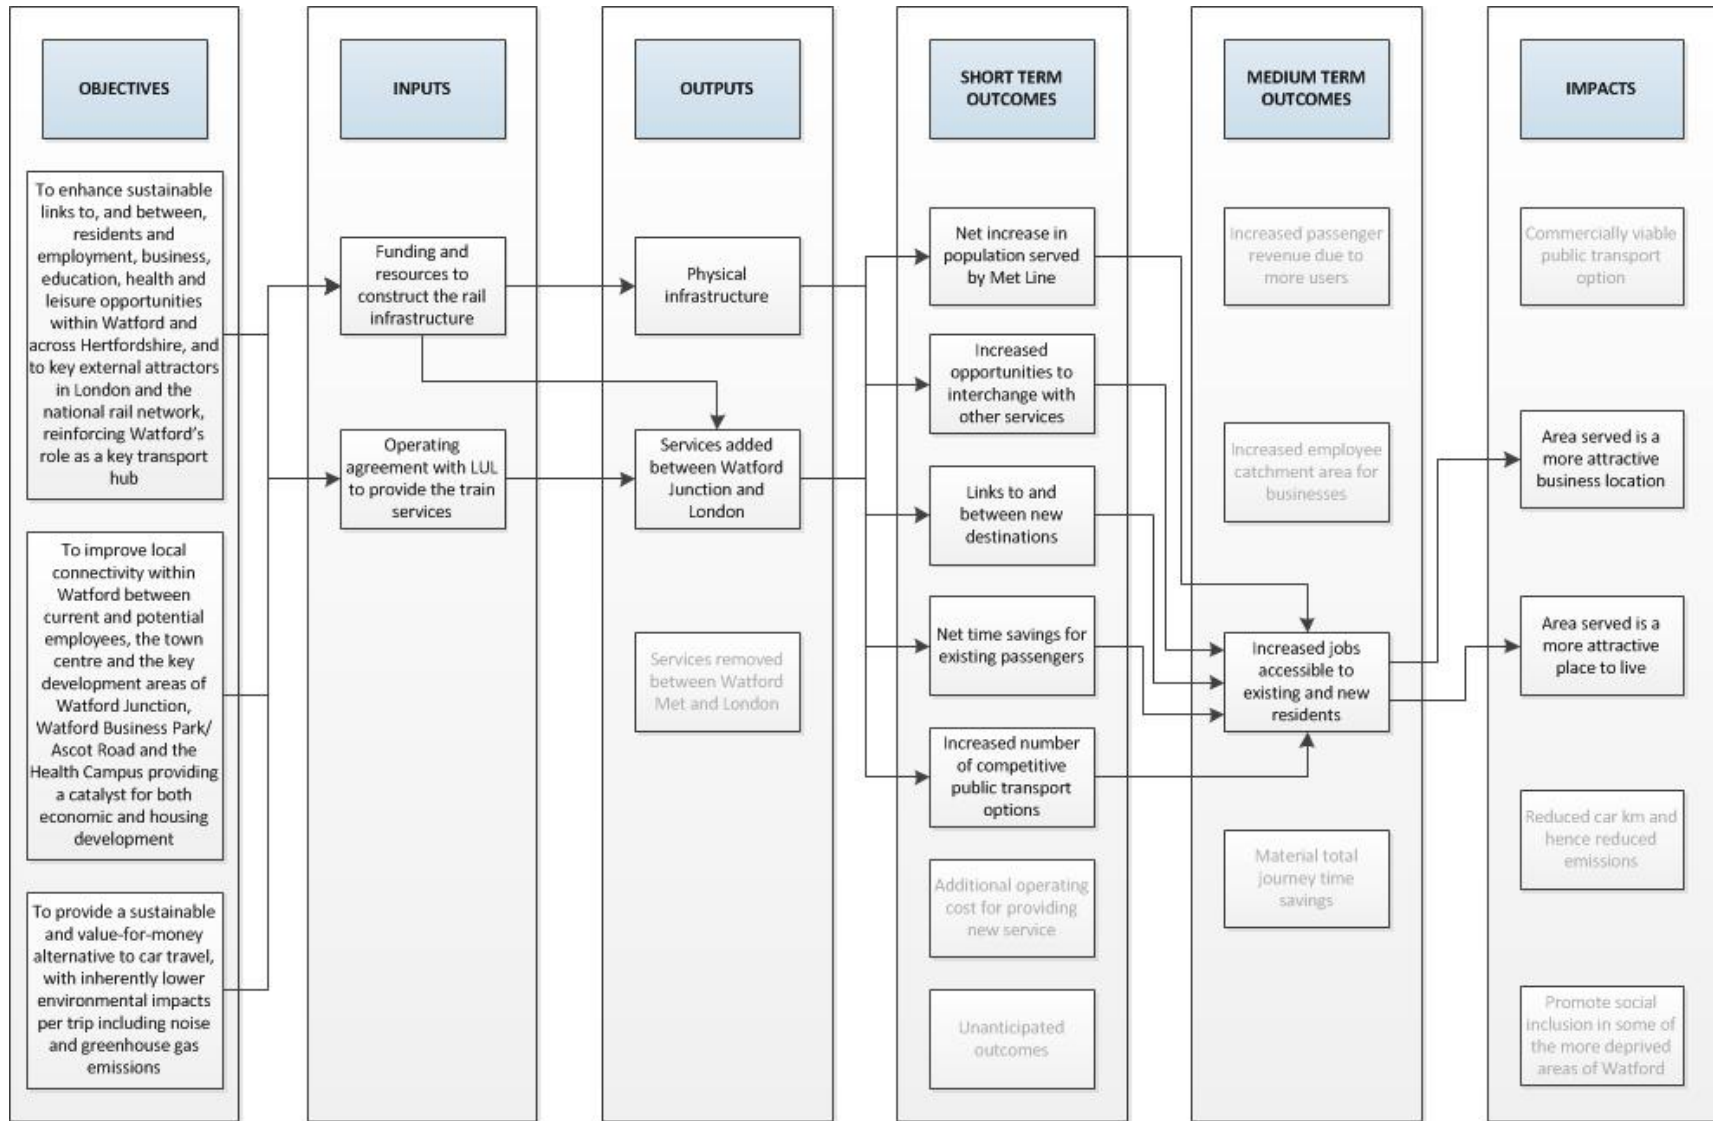 OBJECTIVES
To enhance sustainable
links to, and between,
residents and
employment, business,
education, health and
leisure opportunities
within Watford and
across Hertfordshire, and
to key external attractors
in London and the
national rail network,
reinforcing Watford's
role as a key transport
hub
To improve local
connectivity within
Watford between
current and potential
employees, the town
centre and the key
development areas of
Watford Junction,
Watford Business Park/
Ascot Road and the
Health Campus providing
a catalyst for both
economic and housing
development
To provide a sustainable
and value-for-money
alternative to car travel,
with inherently lower
environmental impacts
per trip including noise
and greenhouse gas
emissions
INPUTS
Funding and
resources to
construct the rail
infrastructure
Operating
agreement with LUL
to provide the train
services
OUTPUTS
Physical
infrastructure
Services added
between Watford
Junction and
London
Services removed
between Watford
Met and London
SHORT TERM
OUTCOMES
Net increase in
population served
by Met Line
Increased
opportunities to
interchange with
other services
Links to and
between new
destinations
Net time savings for
existing passengers
Increased number
of competitive
public transport
options
Additional operating
cost for providing
new service
Unanticipated
outcomes
MEDIUM TERM
OUTCOMES
Increased passenger
revenue due to
more users
Increased employee
catchment area for
businesses
Increased jobs
accessible to
existing and new
residents
Material total
journey time
savings
IMPACTS
Commercially viable
public transport
option
Area served is a
more attractive
business location
Area served is a
more attractive
place to live
Reduced car km and
hence reduced
emissions
Promote social
inclusion in some of
the more deprived
areas of Watford